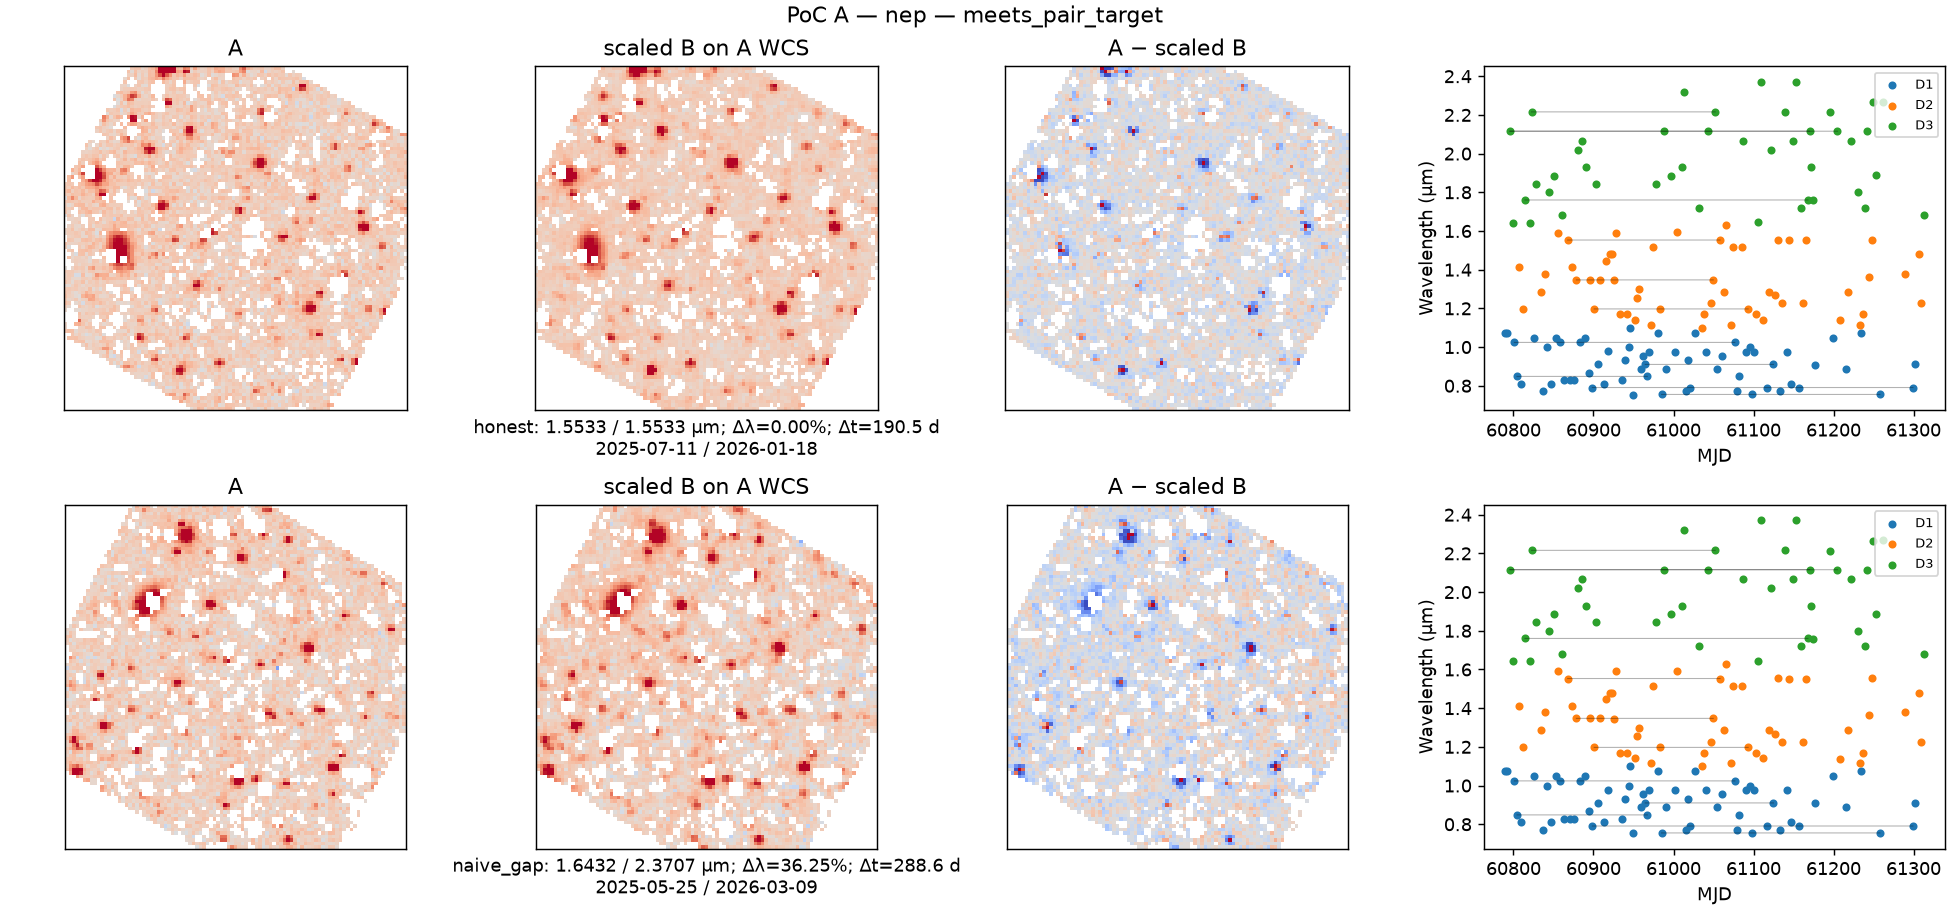 PoC A — nep — meets_pair_target
A
scaled B on A WCS
A − scaled B
2.4
2.2
2.0
1.8
1.6
1.4
1.2
1.0
0.8
Wavelength (μm)
D1
D2
D3
60800 60900 61000 61100 61200 61300
MJD
honest: 1.5533 / 1.5533 μm; Δλ=0.00%; Δt=190.5 d
2025-07-11 / 2026-01-18
A
scaled B on A WCS
A − scaled B
2.4
2.2
2.0
1.8
1.6
1.4
1.2
1.0
0.8
Wavelength (μm)
D1
D2
D3
60800 60900 61000 61100 61200 61300
MJD
naive_gap: 1.6432 / 2.3707 μm; Δλ=36.25%; Δt=288.6 d
2025-05-25 / 2026-03-09